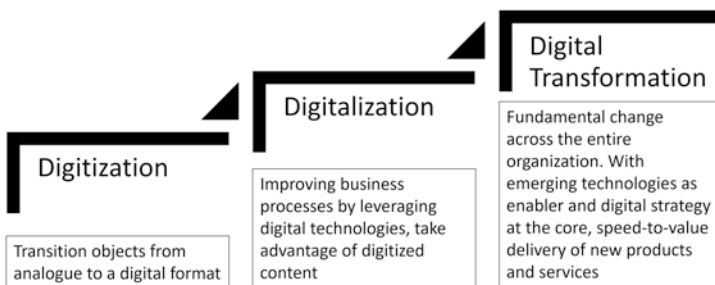 Digitization
Transition objects from
analogue to a digital format
Digitalization
Improving business
processes by leveraging
digital technologies, take
advantage of digitized
content
Digital
Transformation
Fundamental change
across the entire
organization. With
emerging technologies as
enabler and digital strategy
at the core, speed-to-value
delivery of new products
and services